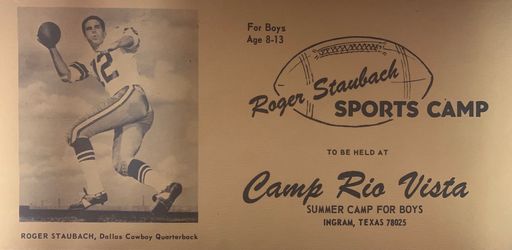 12
ROGER STAUBACH, Dallas Cowboy Quarterback
For Boys
Age 8-13
Roger Staubach
SPORTS CAMP
TO BE HELD AT
Camp Rio Vista
SUMMER CAMP FOR BOYS
INGRAM, TEXAS 78025